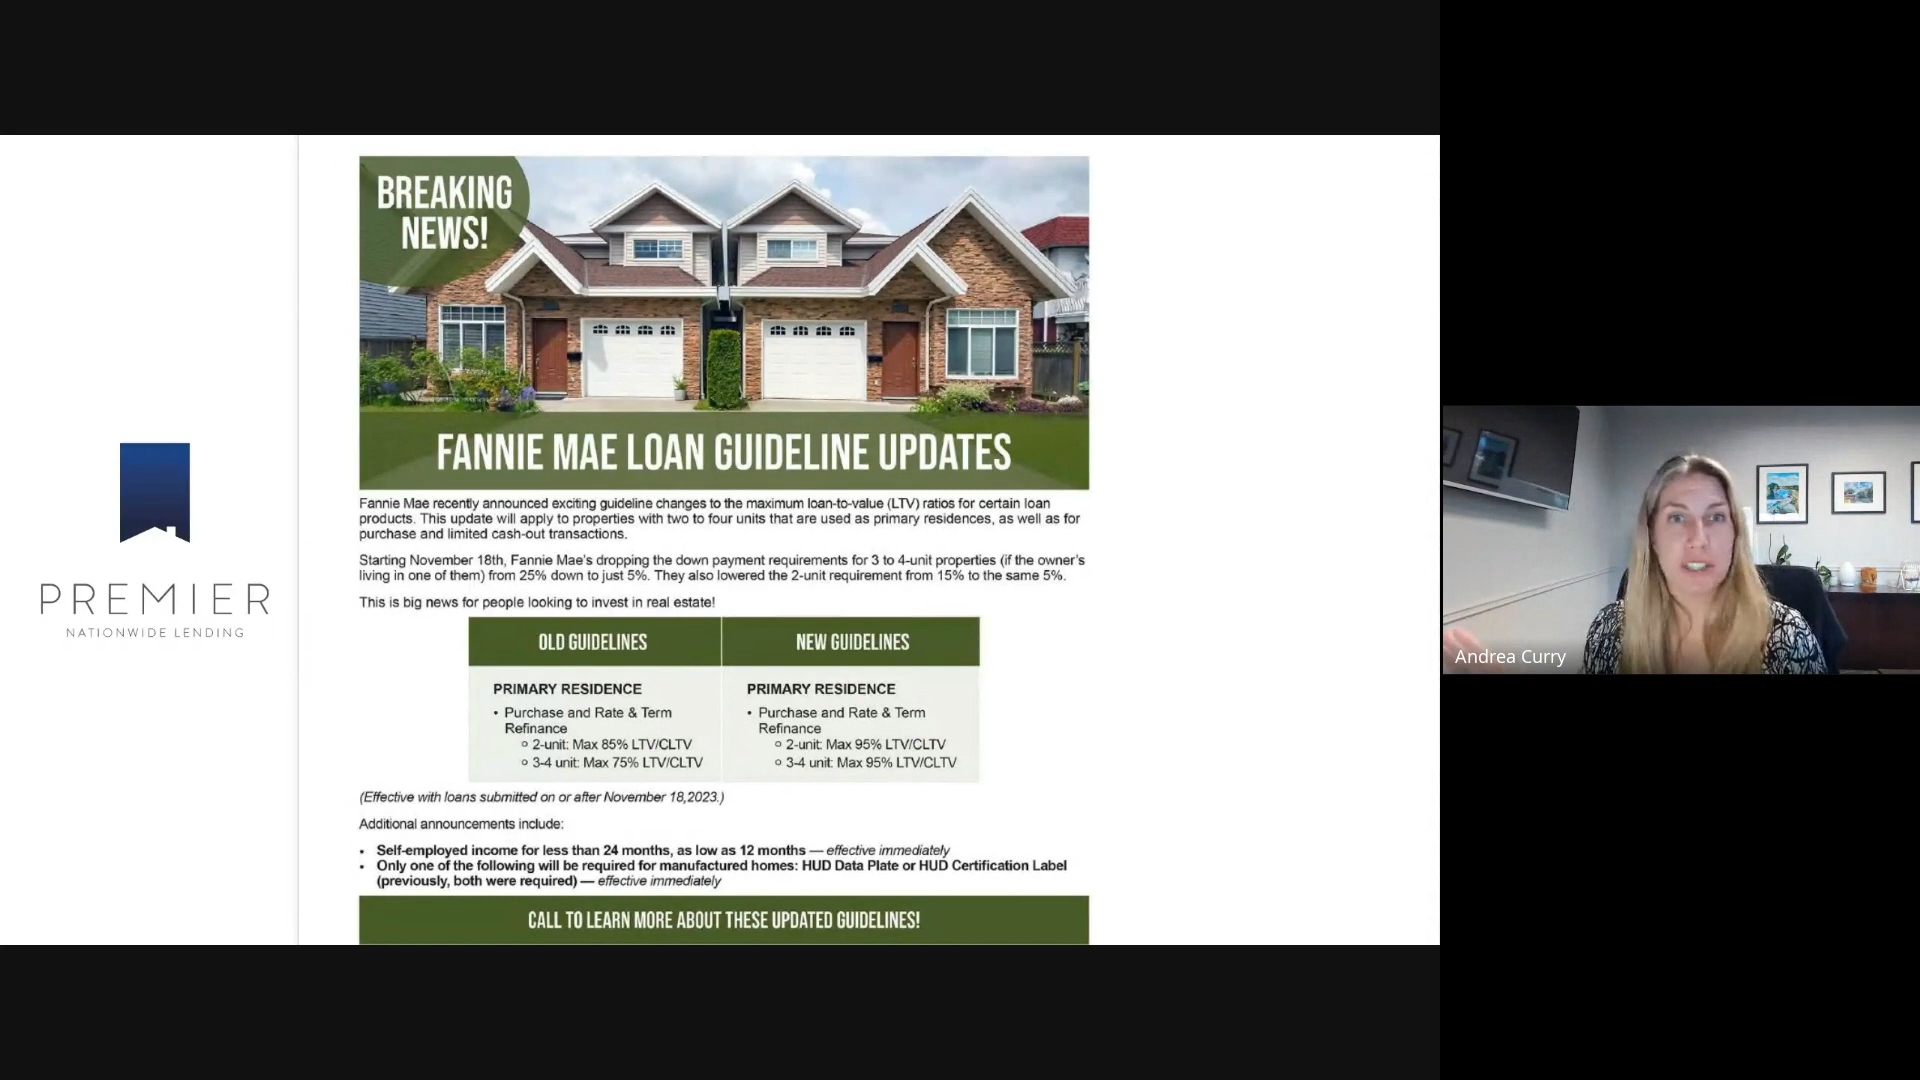 BREAKING
NEWS!
FANNIE MAE LOAN GUIDELINE UPDATES
Fannie Mae recently announced exciting guideline changes to the maximum loan-to-value (LTV) ratios for certain loan
products. This update will apply to properties with two to four units that are used as primary residences, as well as for
purchase and limited cash-out transactions.
Starting November 18th, Fannie Mae's dropping the down payment requirements for 3 to 4-unit properties (if the owner's
living in one of them) from 25% down to just 5%. They also lowered the 2-unit requirement from 15% to the same 5%.
This is big news for people looking to invest in real estate!
OLD GUIDELINES
PRIMARY RESIDENCE
• Purchase and Rate & Term
Refinance
2-unit: Max 85% LTV/CLTV
3-4 unit: Max 75% LTV/CLTV
NEW GUIDELINES
PRIMARY RESIDENCE
• Purchase and Rate & Term
Refinance
2-unit: Max 95% LTV/CLTV
3-4 unit: Max 95% LTV/CLTV
(Effective with loans submitted on or after November 18,2023.)
Additional announcements include:
• Self-employed income for less than 24 months, as low as 12 months — effective immediately
• Only one of the following will be required for manufactured homes: HUD Data Plate or HUD Certification Label
(previously, both were required) — effective immediately
CALL TO LEARN MORE ABOUT THESE UPDATED GUIDELINES!
PREMIER
NATIONWIDE LENDING
Andrea Curry